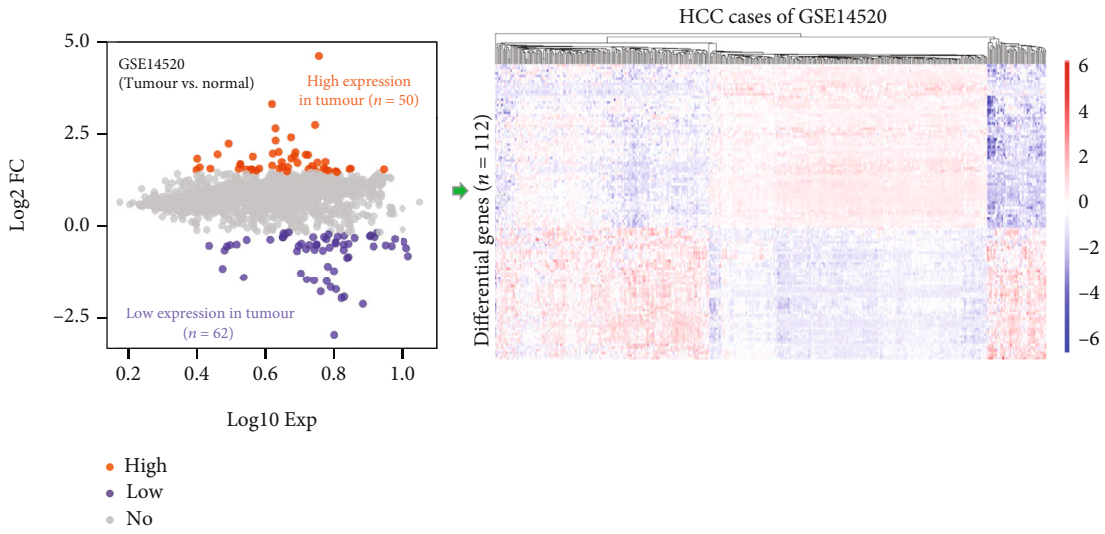 HCC cases of GSE14520
GSE14520
(Tumour vs. normal)
High expression
in tumour (n = 50)
Low expression in tumour
(n = 62)
Log2 FC
5.0
2.5
0.0
−2.5
0.2 0.4 0.6 0.8 1.0
Log10 Exp
High
Low
No
Differential genes (n = 112)
6
4
2
0
−2
−4
−6